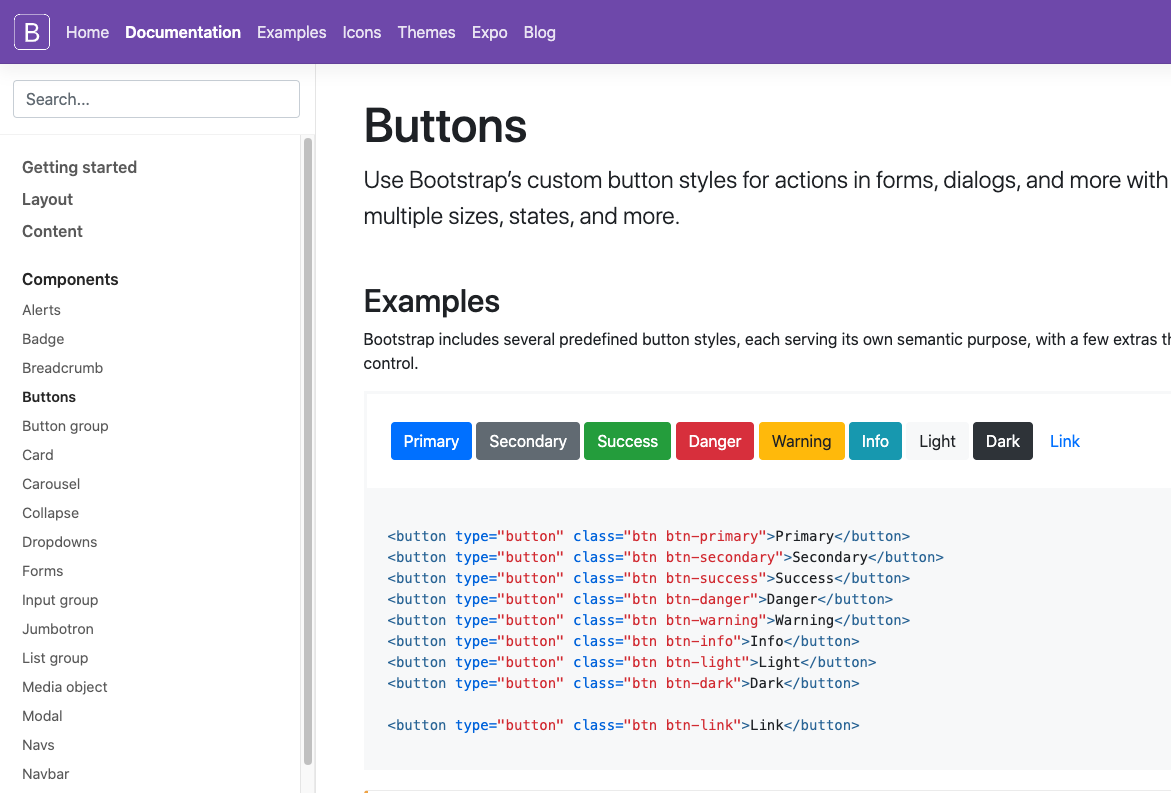 B Home Documentation Examples Icons Themes Expo Blog
Search...
Getting started
Layout
Content
Components
Alerts
Badge
Breadcrumb
Buttons
Button group
Card
Carousel
Collapse
Dropdowns
Forms
Input group
Jumbotron
List group
Media object
Modal
Navs
Navbar
Buttons
Use Bootstrap’s custom button styles for actions in forms, dialogs, and more with
multiple sizes, states, and more.
Examples
Bootstrap includes several predefined button styles, each serving its own semantic purpose, with a few extras
control.
Primary Secondary Success Danger Warning Info Light Dark Link
<button type="button" class="btn btn-primary">Primary</button>
<button type="button" class="btn btn-secondary">Secondary</button>
<button type="button" class="btn btn-success">Success</button>
<button type="button" class="btn btn-danger">Danger</button>
<button type="button" class="btn btn-warning">Warning</button>
<button type="button" class="btn btn-info">Info</button>
<button type="button" class="btn btn-light">Light</button>
<button type="button" class="btn btn-dark">Dark</button>
<button type="button" class="btn btn-link">Link</button>